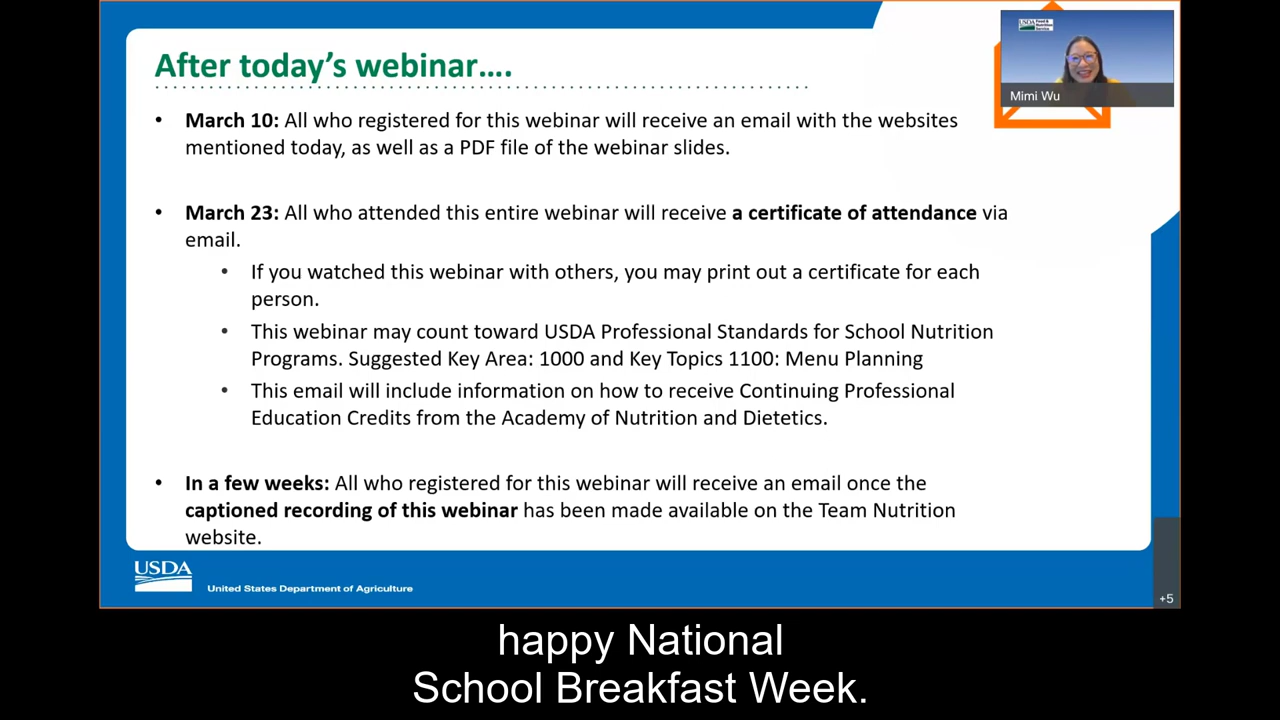 After today's webinar....
USDA Food & Nutrition Service
Mimi Wu
• March 10: All who registered for this webinar will receive an email with the websites
mentioned today, as well as a PDF file of the webinar slides.
• March 23: All who attended this entire webinar will receive a certificate of attendance via
email.
• If you watched this webinar with others, you may print out a certificate for each
person.
• This webinar may count toward USDA Professional Standards for School Nutrition
Programs. Suggested Key Area: 1000 and Key Topics 1100: Menu Planning
• This email will include information on how to receive Continuing Professional
Education Credits from the Academy of Nutrition and Dietetics.
• In a few weeks: All who registered for this webinar will receive an email once the
captioned recording of this webinar has been made available on the Team Nutrition
website.
USDA
United States Department of Agriculture
+5
happy National
School Breakfast Week.